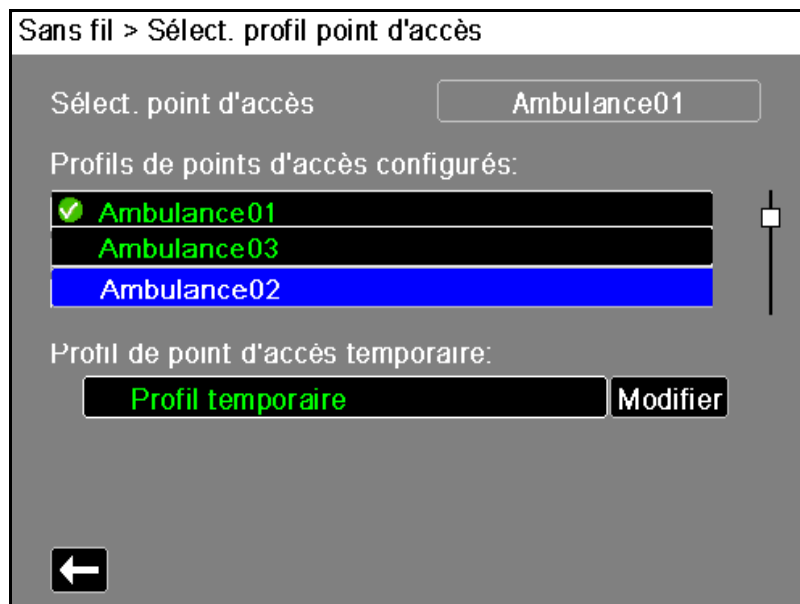 Sans fil > Sélect. profil point d'accès
Sélect. point d'accès Ambulance01
Profils de points d'accès configurés:
Ambulance01
Ambulance03
Ambulance02
Profil de point d'accès temporaire:
Profil temporaire Modifier